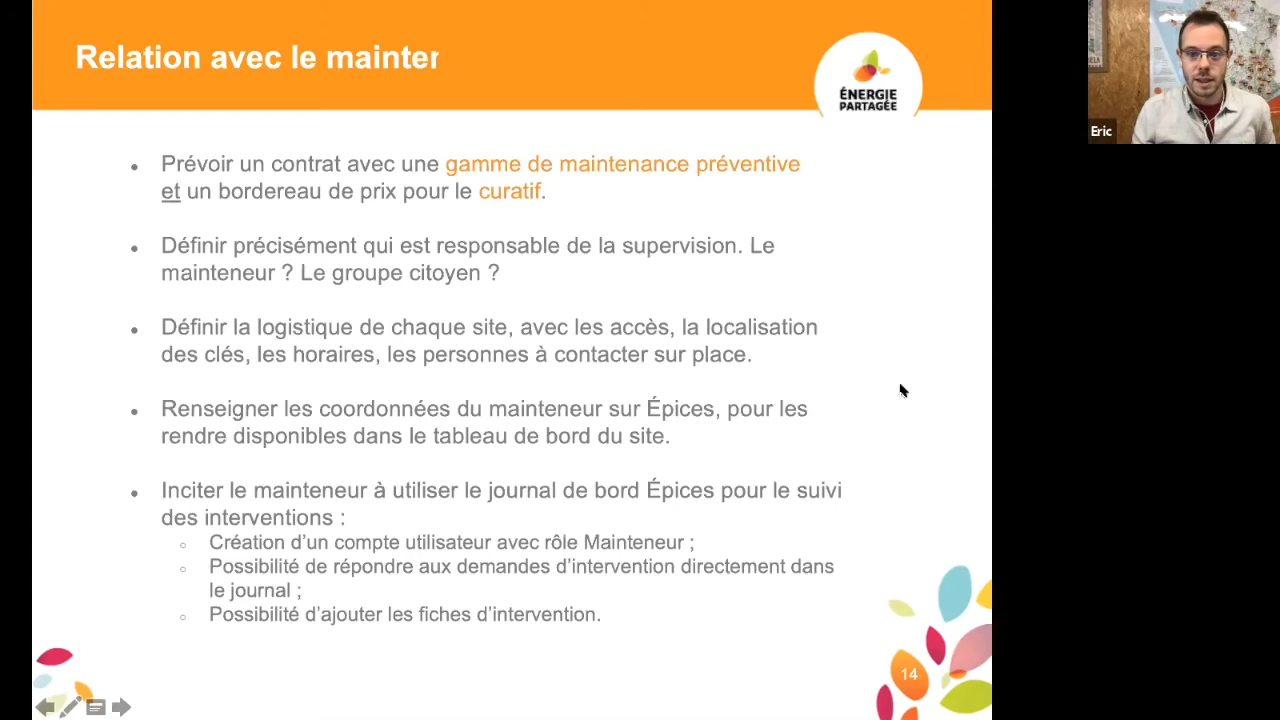 Relation avec le mainter
ÉNERGIE
PARTAGÉE
Eric
Prévoir un contrat avec une gamme de maintenance préventive
et un bordereau de prix pour le curatif.
Définir précisément qui est responsable de la supervision. Le
mainteneur ? Le groupe citoyen ?
Définir la logistique de chaque site, avec les accès, la localisation
des clés, les horaires, les personnes à contacter sur place.
Renseigner les coordonnées du mainteneur sur Épices, pour les
rendre disponibles dans le tableau de bord du site.
Inciter le mainteneur à utiliser le journal de bord Épices pour le suivi
des interventions :
Création d’un compte utilisateur avec rôle Mainteneur ;
Possibilité de répondre aux demandes d’intervention directement dans
le journal ;
Possibilité d’ajouter les fiches d’intervention.
14